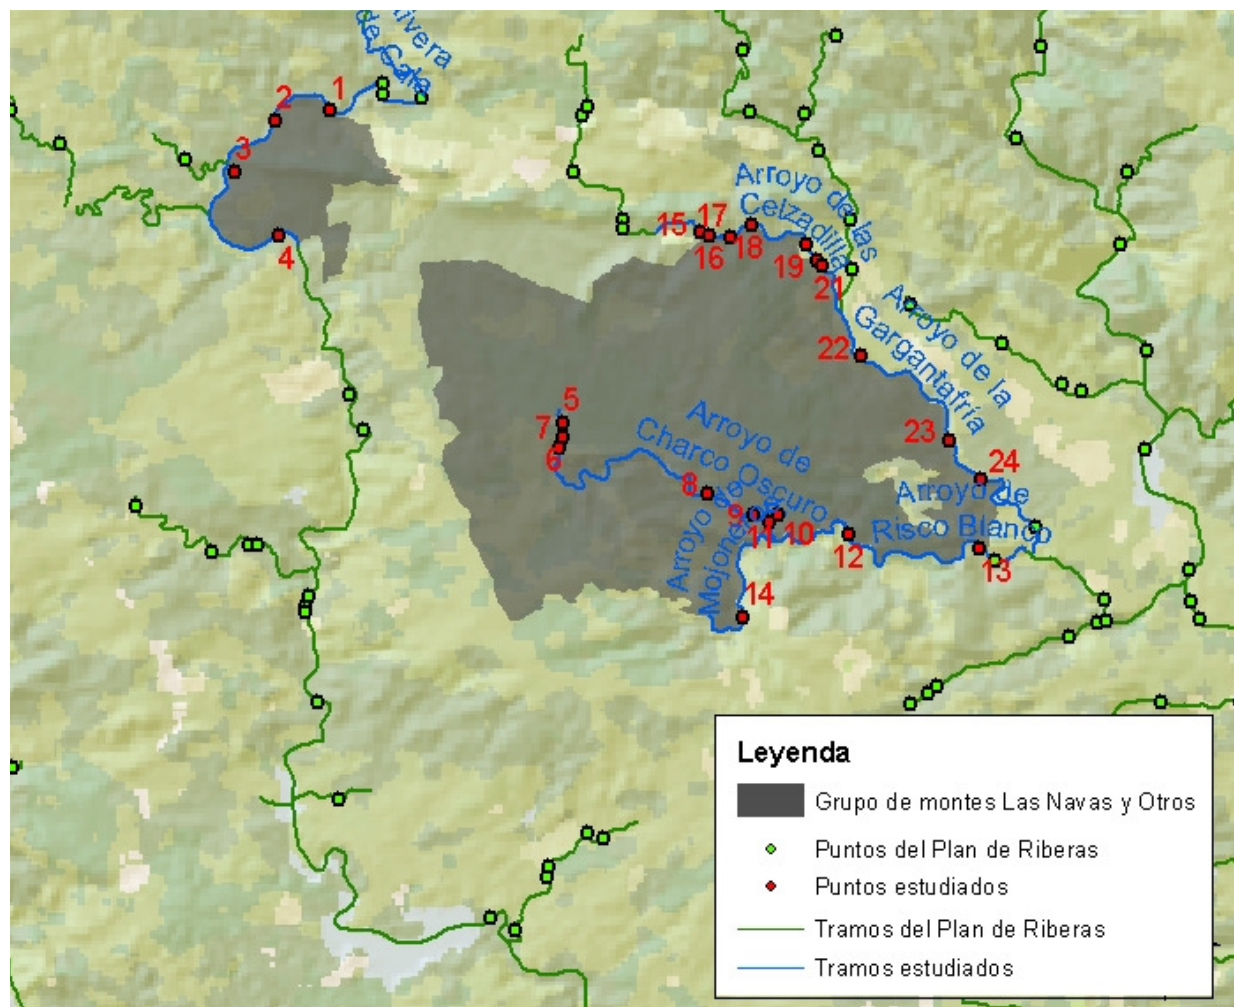 Rivera
de Cala
1
2
3
4
15
17
16
18
19
21
Arroyo de las
Celzadilla
22
Arroyo de la
Gargantafría
23
24
5
7
6
Arroyo de
Charco Oscuro
8
9
10
11
12
13
14
Arroyo de
Mojones
Arroyo de
Risco Blanco
Leyenda
Grupo de montes Las Navas y Otros
Puntos del Plan de Riberas
Puntos estudiados
Tramos del Plan de Riberas
Tramos estudiados